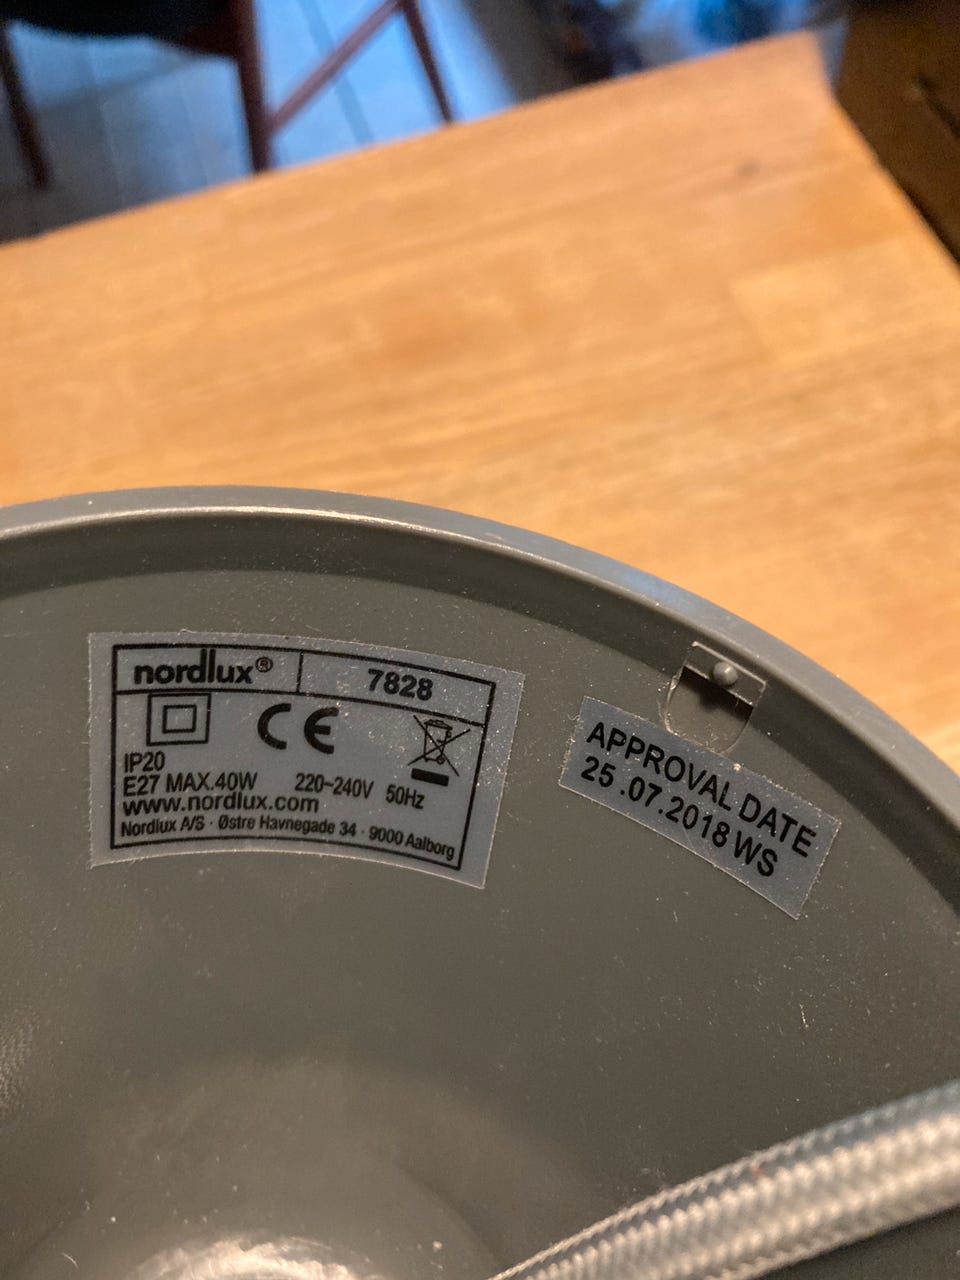 nordlux® 7828
CE
IP20
E27 MAX.40W 220~240V 50Hz
www.nordlux.com
Nordlux A/S · Østre Havnegade 34 · 9000 Aalborg
APPROVAL DATE
25.07.2018 WS